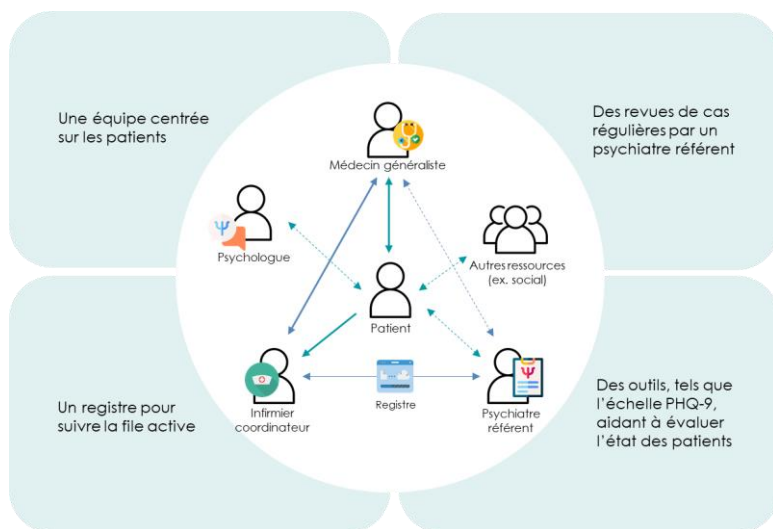 Une équipe centrée
sur les patients
Des revues de cas
régulières par un
psychiatre référent
Médecin généraliste
Psychologue
Autres ressources
(ex. social)
Patient
Infirmier
coordinateur
Registre
Psychiatre
référent
Un registre pour
suivre la file active
Des outils, tels que
l'échelle PHQ-9,
aidant à évaluer
l'état des patients